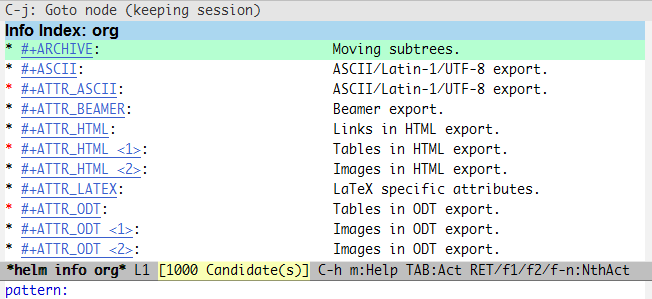 C-j: Goto node (keeping session)
Info Index: org
* #+ARCHIVE: Moving subtrees.
* #+ASCII: ASCII/Latin-1/UTF-8 export.
* #+ATTR_ASCII: ASCII/Latin-1/UTF-8 export.
* #+ATTR_BEAMER: Beamer export.
* #+ATTR_HTML: Links in HTML export.
* #+ATTR_HTML <1>: Tables in HTML export.
* #+ATTR_HTML <2>: Images in HTML export.
* #+ATTR_LATEX: LaTeX specific attributes.
* #+ATTR_ODT: Tables in ODT export.
* #+ATTR_ODT <1>: Images in ODT export.
* #+ATTR_ODT <2>: Images in ODT export.
*helm info org* L1 [1000 Candidate(s)] C-h m:Help TAB:Act RET/f1/f2/f-n:NthAct
pattern: